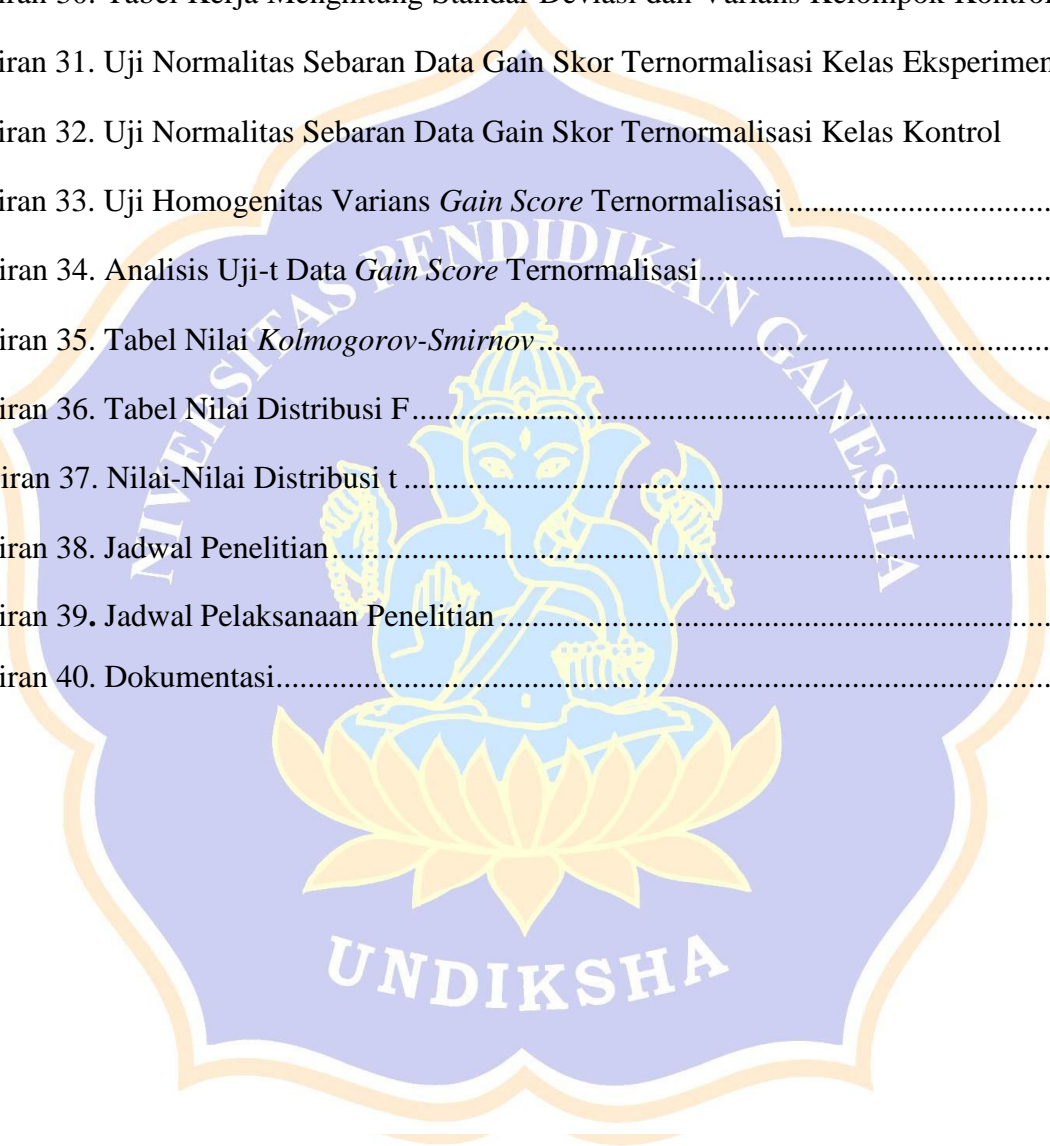 iran 30. Tabel Kerja Menghitung Standar Deviasi dan Varians Kelompok Kontrol
iran 31. Uji Normalitas Sebaran Data Gain Skor Ternormalisasi Kelas Eksperimen
iran 32. Uji Normalitas Sebaran Data Gain Skor Ternormalisasi Kelas Kontrol
iran 33. Uji Homogenitas Varians Gain Score Ternormalisasi
iran 34. Analisis Uji-t Data Gain Score Ternormalisasi
iran 35. Tabel Nilai Kolmogorov-Smirnov
iran 36. Tabel Nilai Distribusi F
iran 37. Nilai-Nilai Distribusi t
iran 38. Jadwal Penelitian
iran 39. Jadwal Pelaksanaan Penelitian
iran 40. Dokumentasi
NIVERSITAS PENDIDIKAN GANESHA
UNDIKSHA